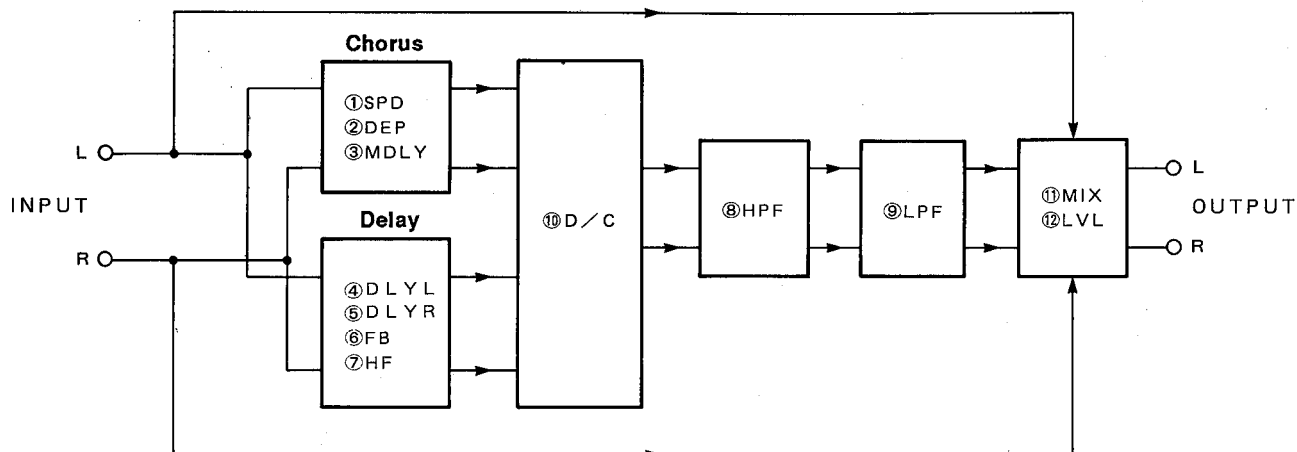 Chorus
①SPD
②DEP
③MDLY
L
INPUT
R
Delay
④DLYL
⑤DLYR
⑥FB
⑦HF
⑩D/C
⑧HPF
⑨LPF
⑪MIX
⑫LVL
L
OUTPUT
R